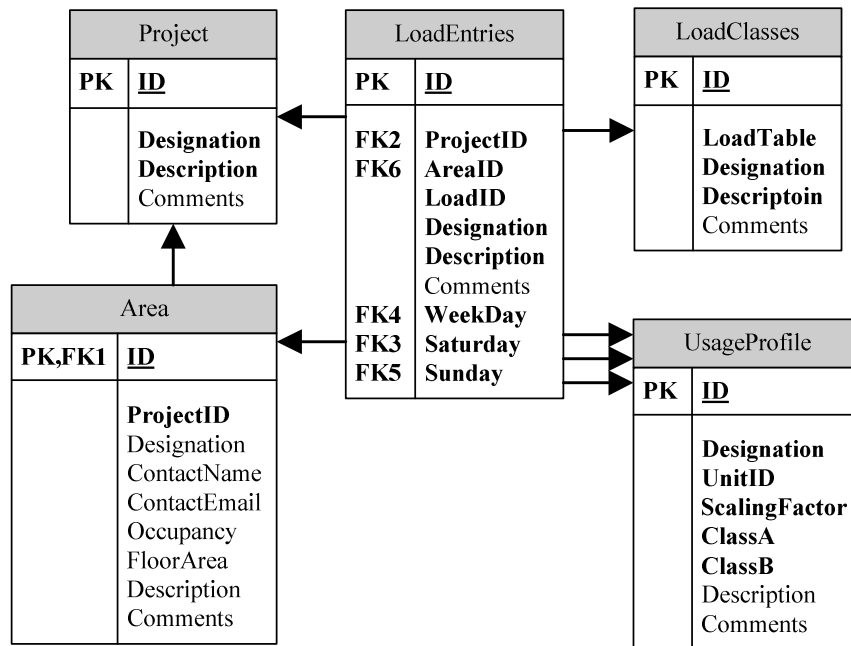 Project
PK ID
Designation
Description
Comments
LoadEntries
PK ID
FK2 ProjectID
FK6 AreaID
LoadID
Designation
Description
Comments
FK4 WeekDay
FK3 Saturday
FK5 Sunday
LoadClasses
PK ID
LoadTable
Designation
Descriptoin
Comments
Area
PK,FK1 ID
ProjectID
Designation
ContactName
ContactEmail
Occupancy
FloorArea
Description
Comments
UsageProfile
PK ID
Designation
UnitID
ScalingFactor
ClassA
ClassB
Description
Comments